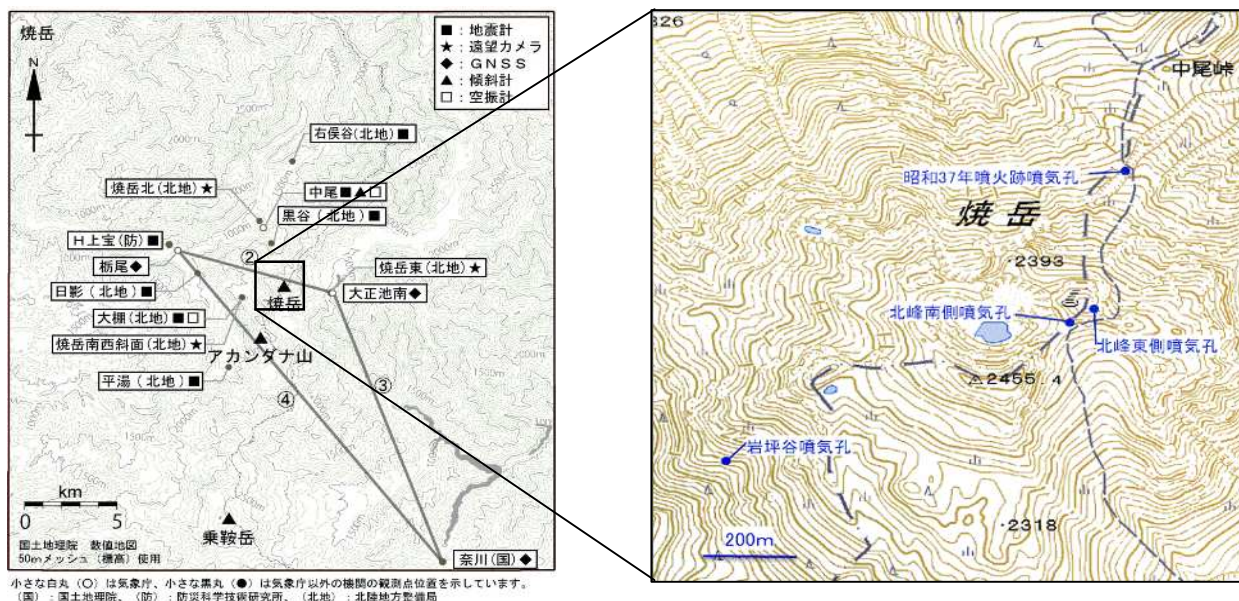 焼岳
N
■:地震計
★:遠望カメラ
◆:GNSS
▲:傾斜計
□:空振計
右俣谷(北地)■
焼岳北(北地)★
中尾■▲□
黒谷(北地)■
H上宝(防)■
栃尾◆
日影(北地)■
②
焼岳東(北地)★
大正池南◆
焼岳
大棚(北地)■□
焼岳南西斜面(北地)★
アカンダナ山
平湯(北地)■
③
④
km
0 5
乗鞍岳
国土地理院 数値地図
50mメッシュ(標高)使用
奈川(国)◆
小さな白丸(○)は気象庁、小さな黒丸(●)は気象庁以外の機関の観測点位置を示しています。
(国):国土地理院、(防):防災科学技術研究所、(北地):北陸地方整備局
中尾峠
昭和37年噴火跡噴気孔
焼岳
・2393
北峰南側噴気孔
北峰東側噴気孔
△2455.4
岩坪谷噴気孔
・2318
200m